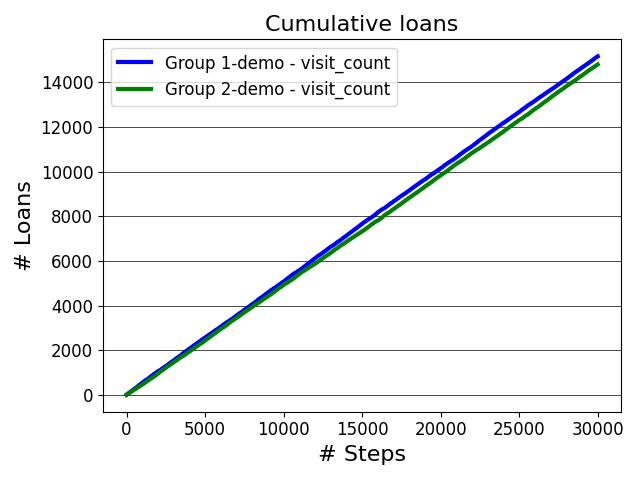 Cumulative loans
Group 1-demo - visit_count
Group 2-demo - visit_count
# Loans
14000
12000
10000
8000
6000
4000
2000
0
0 5000 10000 15000 20000 25000 30000
# Steps